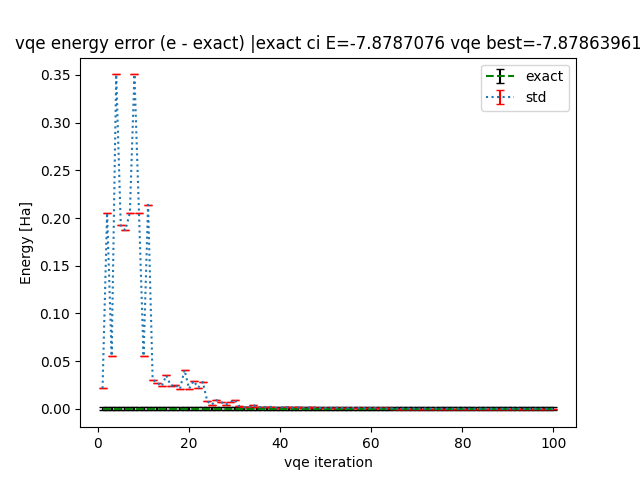 vqe energy error (e - exact) |exact ci E=-7.8787076 vqe best=-7.87863961
0.35
0.30
0.25
0.20
0.15
0.10
0.05
0.00
Energy [Ha]
exact
std
0
20
40
60
80
100
vqe iteration